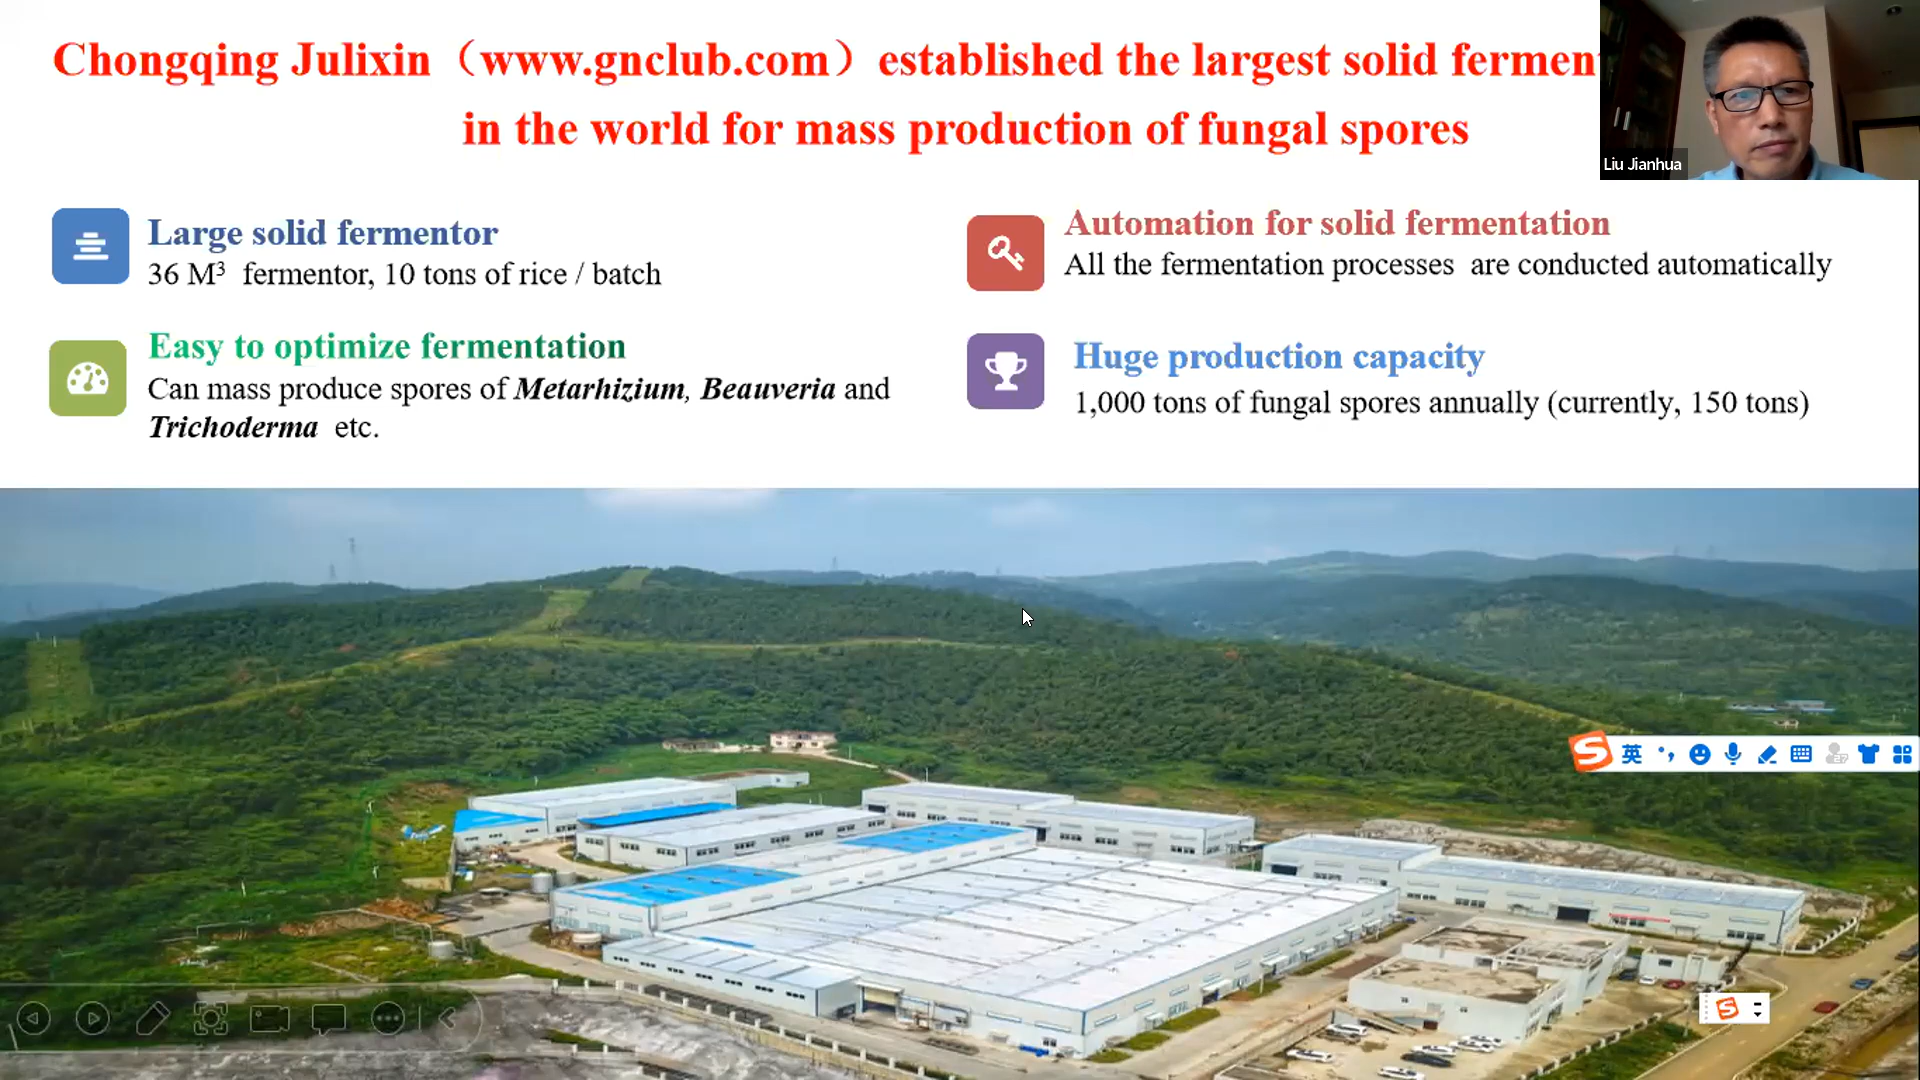 Chongqing Julixin（www.gnclub.com）established the largest solid fermen
in the world for mass production of fungal spores
Liu Jianhua
Large solid fermentor
36 M³ fermentor, 10 tons of rice / batch
Automation for solid fermentation
All the fermentation processes are conducted automatically
Easy to optimize fermentation
Can mass produce spores of Metarhizium, Beauveria and
Trichoderma etc.
Huge production capacity
1,000 tons of fungal spores annually (currently, 150 tons)
S 英 27
S